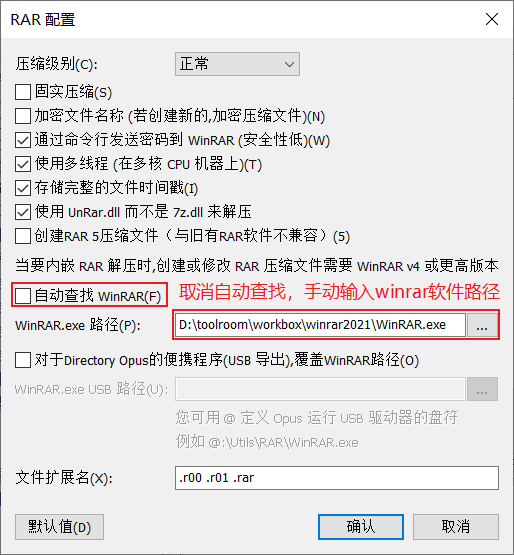 RAR 配置
压缩级别(C):
正常
固实压缩(S)
加密文件名称 (若创建新的,加密压缩文件)(N)
通过命令行发送密码到 WinRAR (安全性低)(W)
使用多线程 (在多核 CPU 机器上)(T)
存储完整的文件时间戳(I)
使用 UnRar.dll 而不是 7z.dll 来解压
创建RAR 5压缩文件（与旧有RAR软件不兼容）(5)
当要内嵌 RAR 解压时,创建或修改 RAR 压缩文件需要 WinRAR v4 或更高版本
自动查找 WinRAR(F)
取消自动查找，手动输入winrar软件路径
WinRAR.exe 路径(P):
D:\toolroom\workbox\winrar2021\WinRAR.exe
...
对于Directory Opus的便携程序(USB 导出),覆盖WinRAR路径(O)
WinRAR.exe USB 路径(U):
...
您可用 @ 定义 Opus 运行 USB 驱动器的盘符
例如 @:\Utils\RAR\WinRAR.exe
文件扩展名(X):
.r00 .r01 .rar
默认值(D)
确认
取消